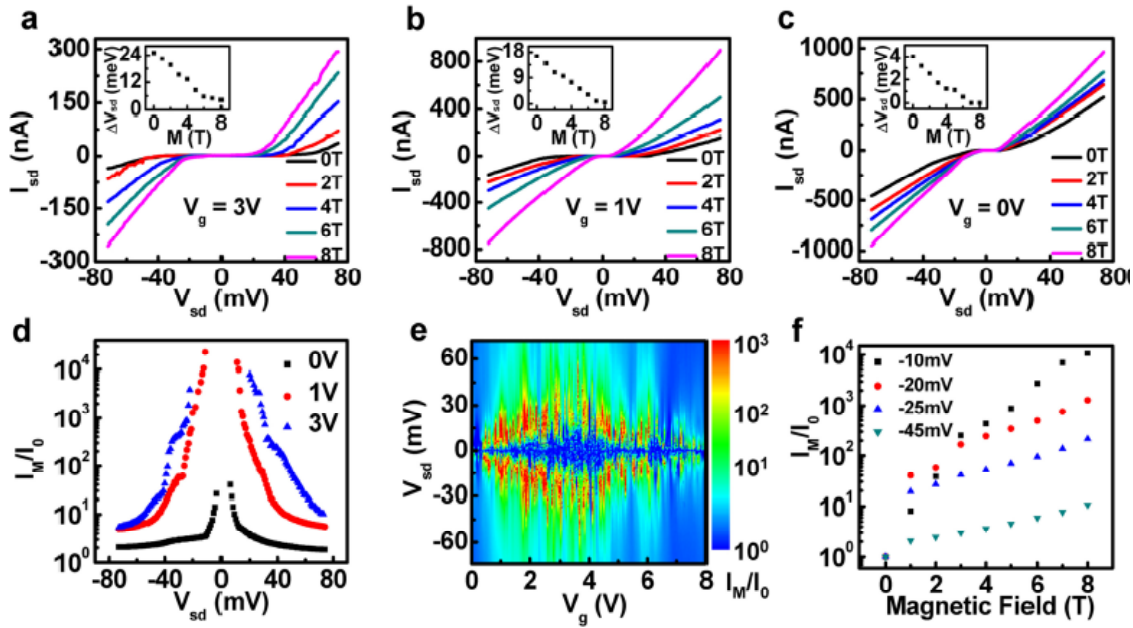 a
300
150
0
-150
-300
I_sd (nA)
24
12
0
ΔV_sd (meV)
0 4 8
M (T)
V_g = 3V
0T
2T
4T
6T
8T
-80 -40 0 40 80
V_sd (mV)
b
800
400
0
-400
-800
I_sd (nA)
18
9
0
ΔV_sd (meV)
0 4 8
M (T)
V_g = 1V
0T
2T
4T
6T
8T
-80 -40 0 40 80
V_sd (mV)
c
1000
500
0
-500
-1000
I_sd (nA)
4
2
0
ΔV_sd (meV)
0 4 8
M (T)
V_g = 0V
0T
2T
4T
6T
8T
-80 -40 0 40 80
V_sd (mV)
d
10^4
10^3
10^2
10^1
10^0
I_M/I_0
0V
1V
3V
-80 -40 0 40 80
V_sd (mV)
e
60
30
0
-30
-60
V_sd (mV)
0 2 4 6 8
V_g (V)
10^3
10^2
10^1
10^0
I_M/I_0
f
10^4
10^3
10^2
10^1
10^0
I_M/I_0
-10mV
-20mV
-25mV
-45mV
0 2 4 6 8
Magnetic Field (T)